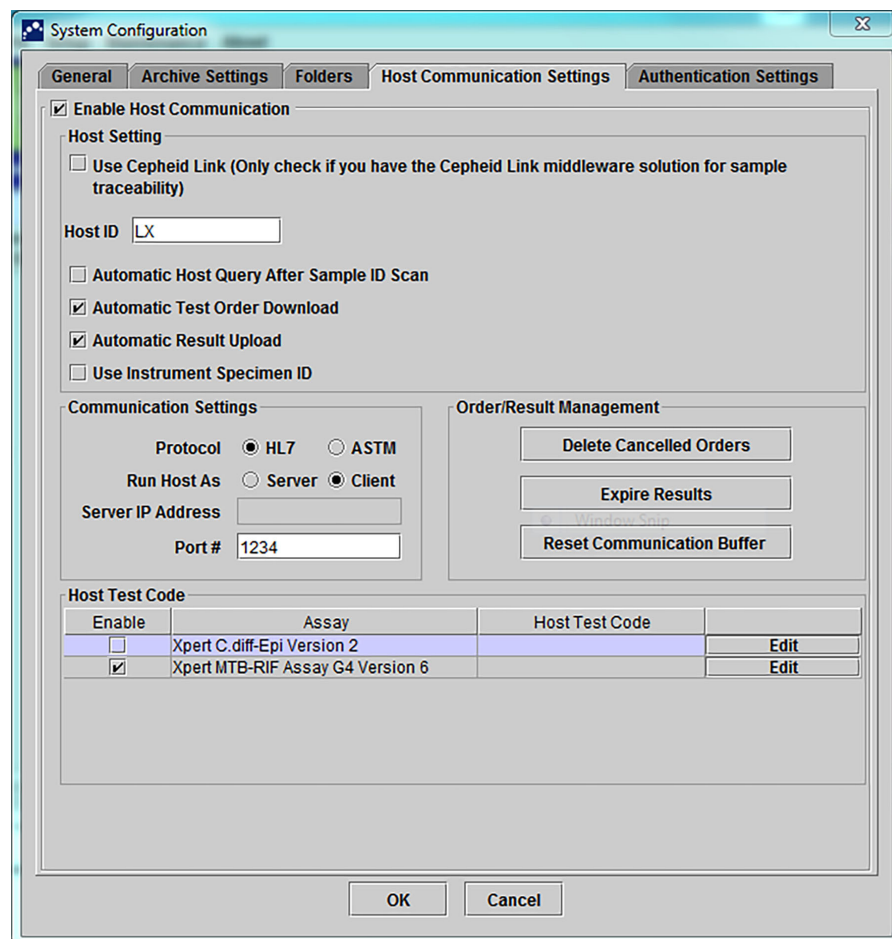 System Configuration
General Archive Settings Folders Host Communication Settings Authentication Settings
Enable Host Communication
Host Setting
Use Cepheid Link (Only check if you have the Cepheid Link middleware solution for sample
traceability)
Host ID LX
Automatic Host Query After Sample ID Scan
Automatic Test Order Download
Automatic Result Upload
Use Instrument Specimen ID
Communication Settings
Protocol HL7 ASTM
Run Host As Server Client
Server IP Address
Port # 1234
Order/Result Management
Delete Cancelled Orders
Expire Results
Window Snip
Reset Communication Buffer
Host Test Code
Enable Assay Host Test Code
Xpert C.diff-Epi Version 2 Edit
Xpert MTB-RIF Assay G4 Version 6 Edit
OK Cancel